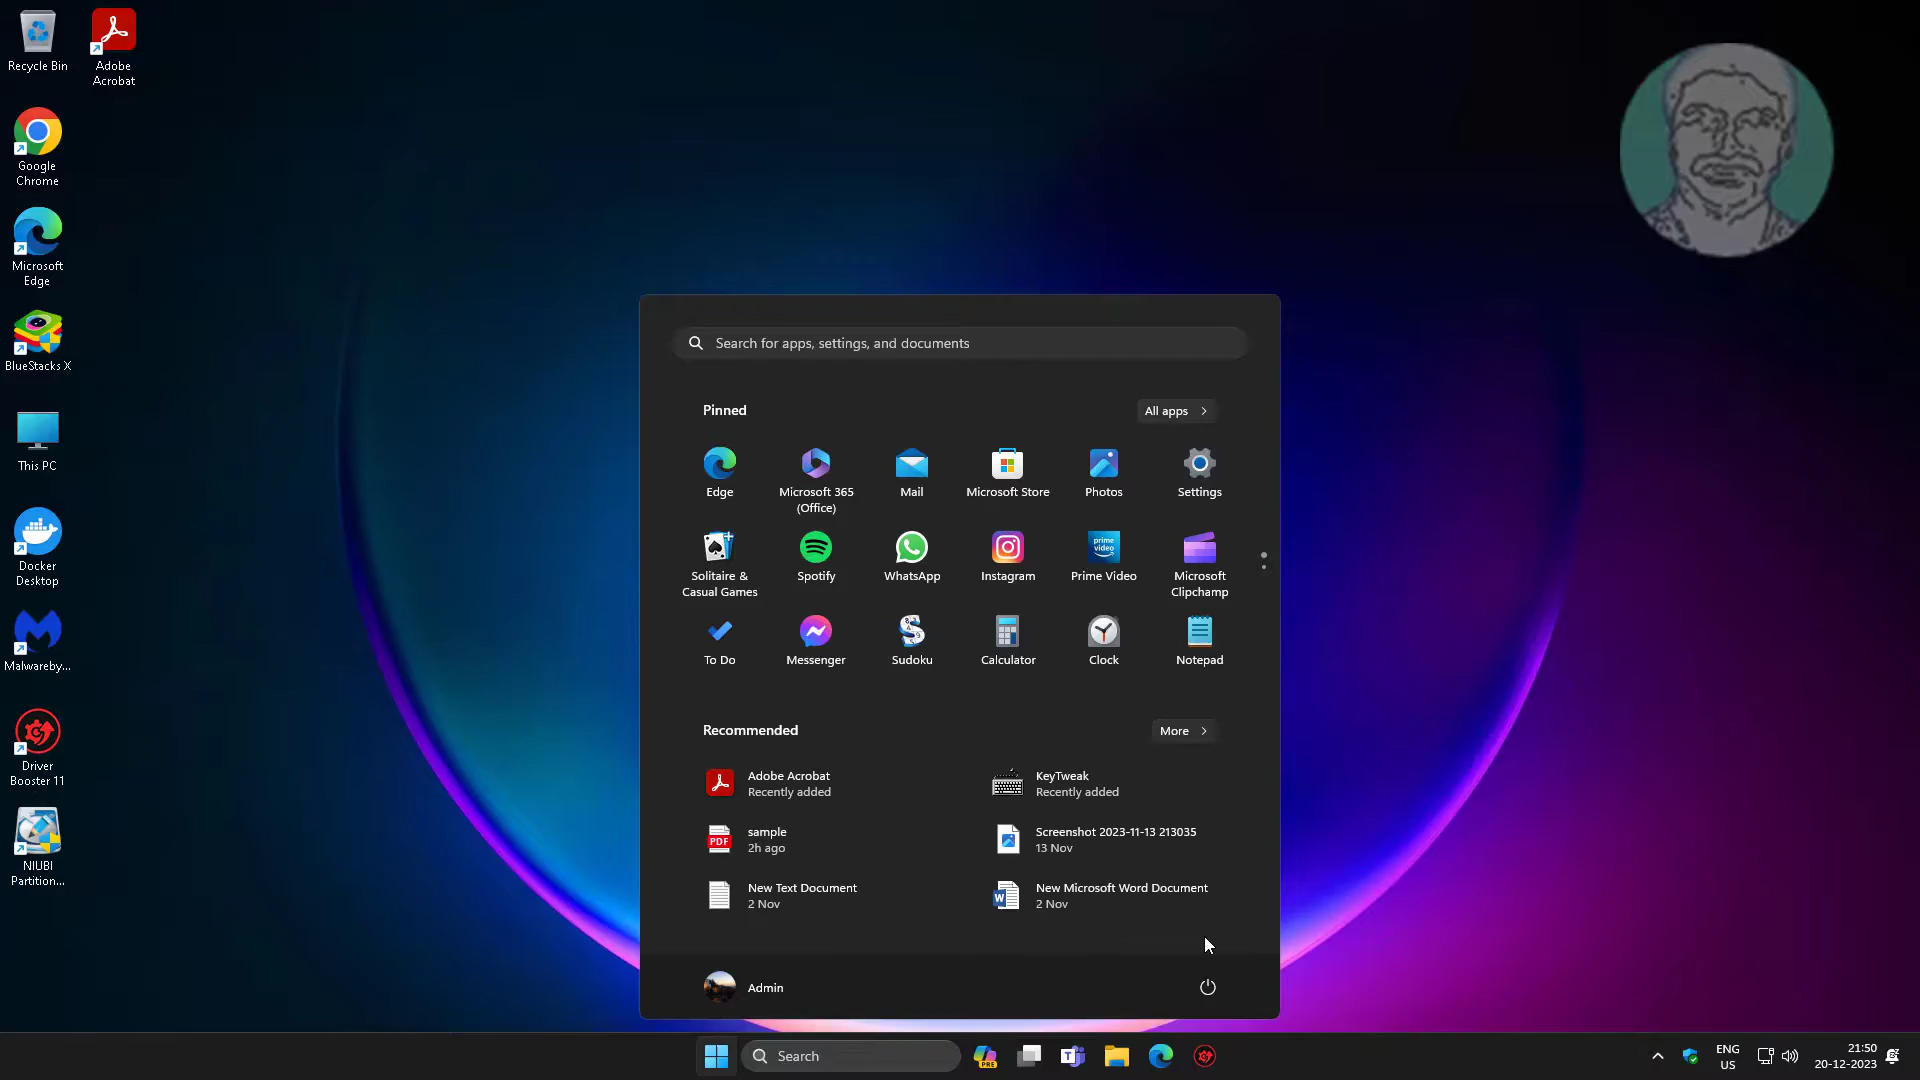 Recycle Bin
Adobe
Acrobat
Google
Chrome
Microsoft
Edge
BlueStacks X
This PC
Docker
Desktop
Malwareby...
Driver
Booster 11
NIUBI
Partition...
Search for apps, settings, and documents
Pinned
All apps
Edge
Microsoft 365
(Office)
Mail
Microsoft Store
Photos
Settings
Solitaire &
Casual Games
Spotify
WhatsApp
Instagram
prime
video
Prime Video
Microsoft
Clipchamp
To Do
Messenger
Sudoku
Calculator
Clock
Notepad
Recommended
More
Adobe Acrobat
Recently added
KeyTweak
Recently added
PDF
sample
2h ago
Screenshot 2023-11-13 213035
13 Nov
New Text Document
2 Nov
W
New Microsoft Word Document
2 Nov
Admin
Search
PRE
T
ENG
US
21:50
20-12-2023